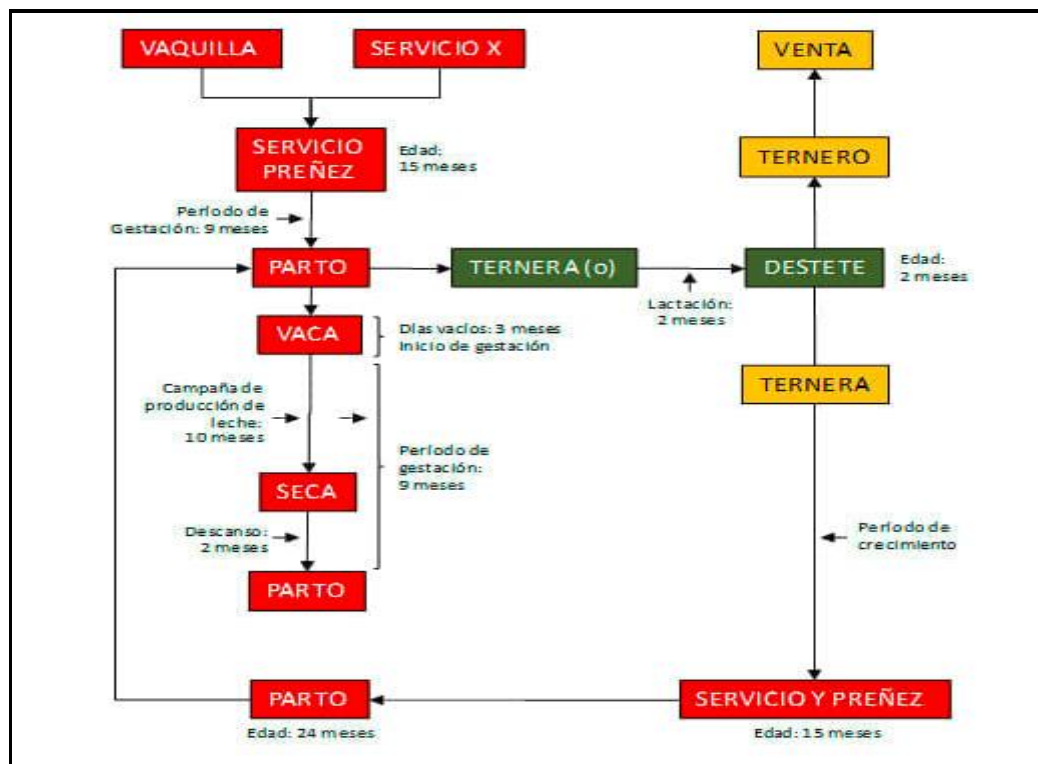 VAQUILLA
SERVICIO X
VENTA
SERVICIO
PREÑEZ
Edad:
15 meses
TERNERO
Período de
Gestación: 9 meses
PARTO
TERNERA (o)
DESTETE
Edad:
2 meses
Lactación:
2 meses
VACA
Días vacíos: 3 meses
Inicio de gestación
TERNERA
Campaña de
producción de
leche:
10 meses
Período de
gestación:
9 meses
SECA
Descanso:
2 meses
Período de
crecimiento
PARTO
PARTO
SERVICIO Y PREÑEZ
Edad: 24 meses
Edad: 15 meses